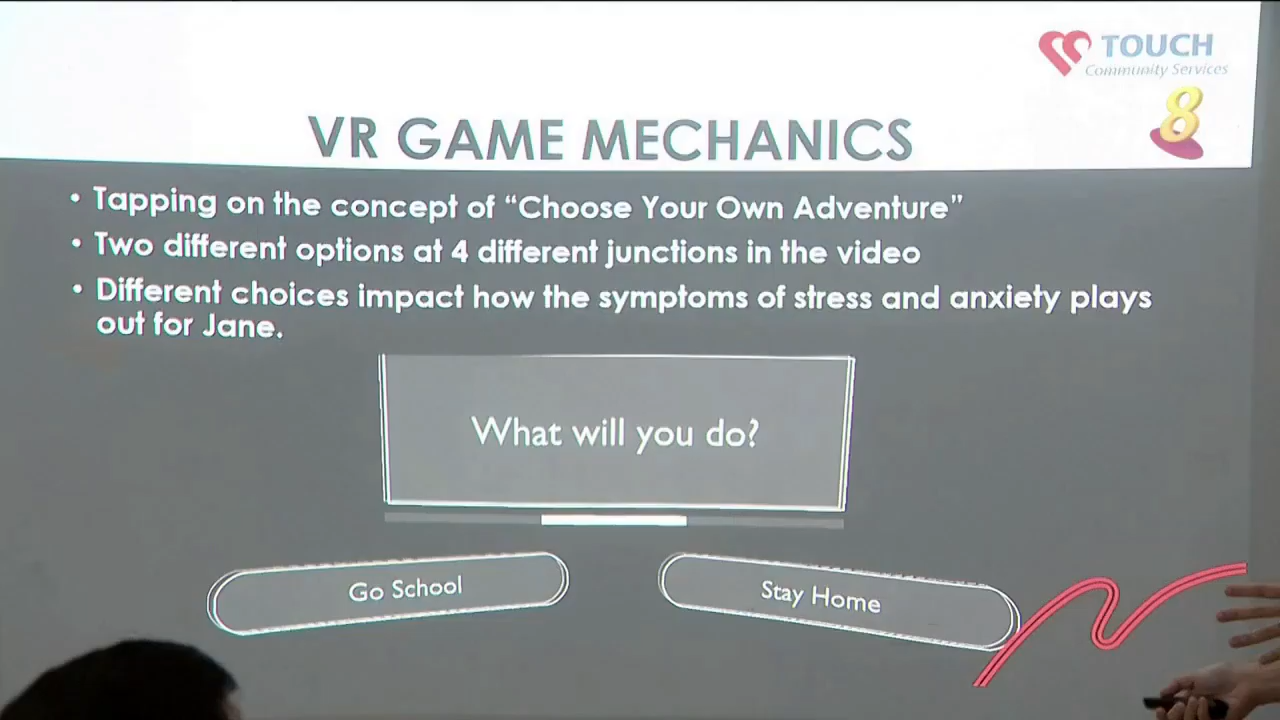 TOUCH
Community Services
8
VR GAME MECHANICS
• Tapping on the concept of “Choose Your Own Adventure”
• Two different options at 4 different junctions in the video
• Different choices impact how the symptoms of stress and anxiety plays
out for Jane.
What will you do?
Go School
Stay Home